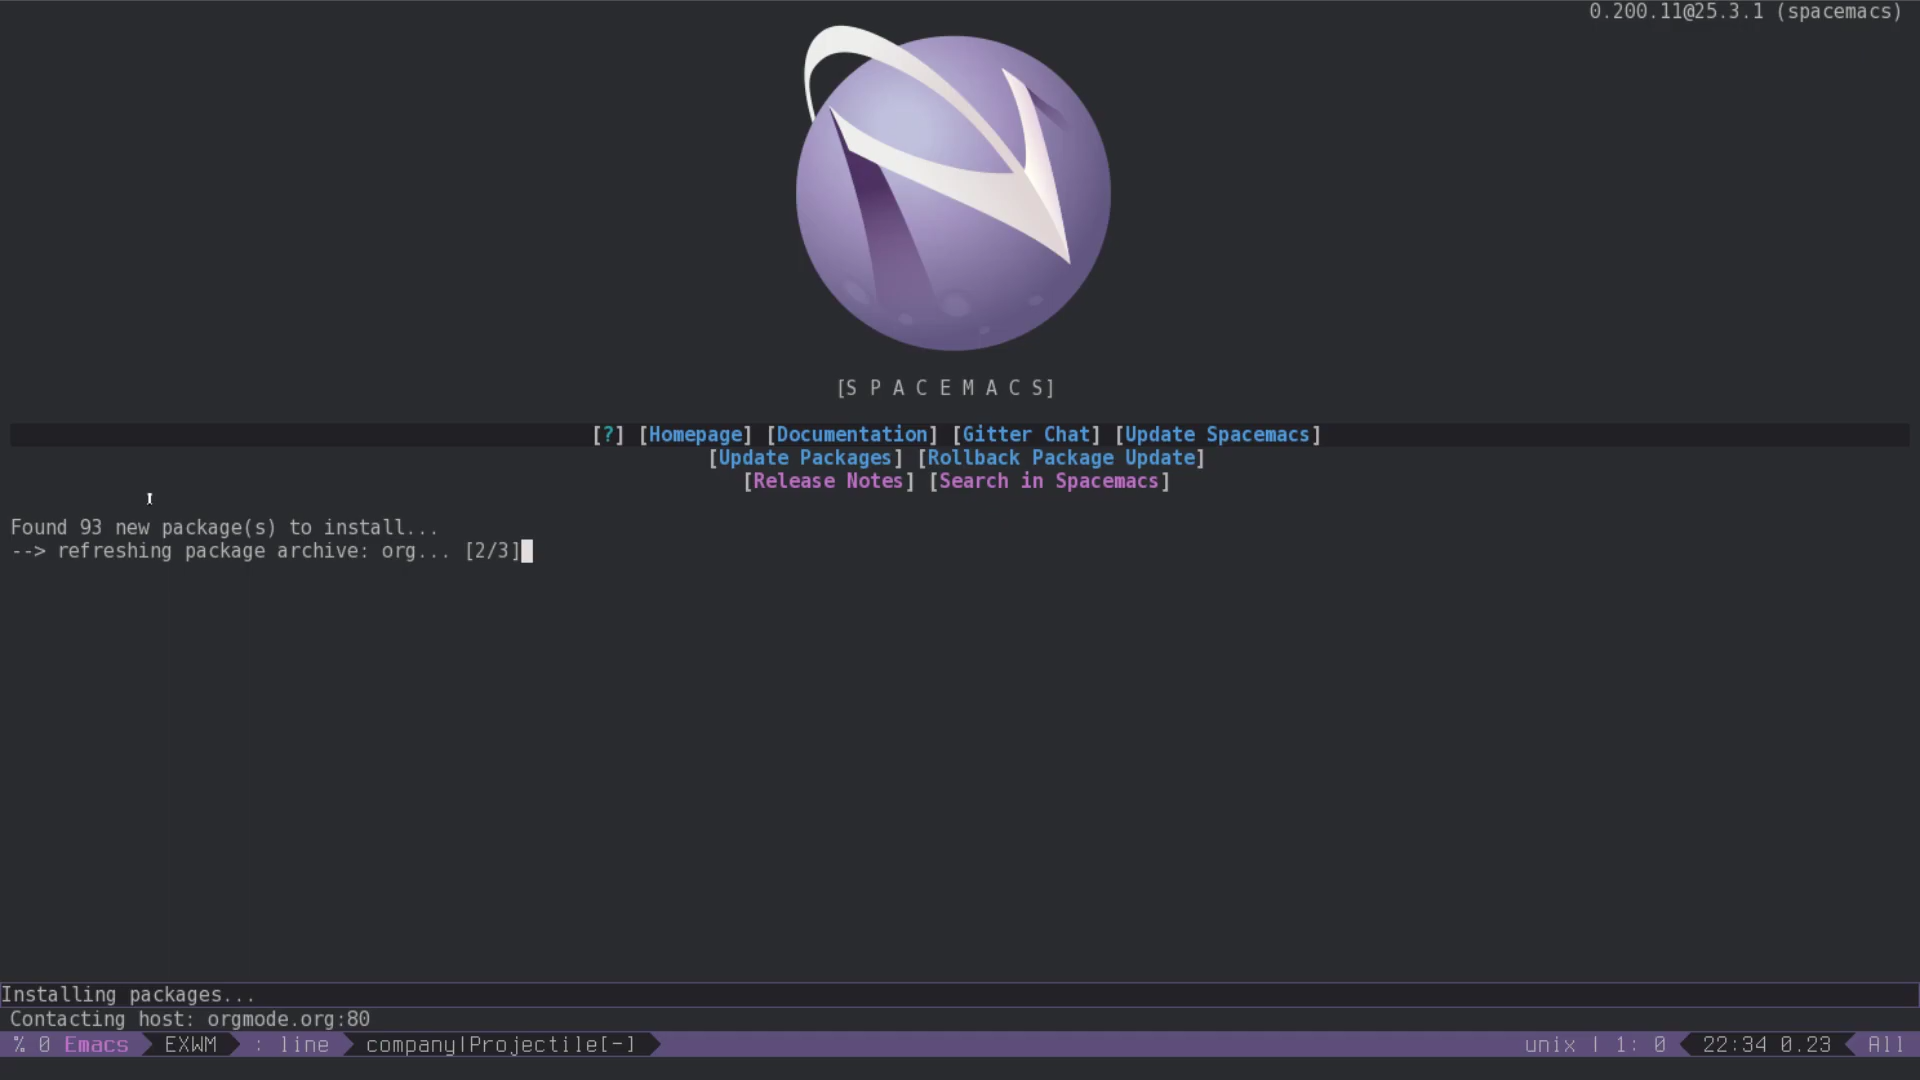 0.200.11@25.3.1 (spacemacs)
[S P A C E M A C S]
[?] [Homepage] [Documentation] [Gitter Chat] [Update Spacemacs]
[Update Packages] [Rollback Package Update]
[Release Notes] [Search in Spacemacs]
Found 93 new package(s) to install...
--> refreshing package archive: org... [2/3]
Installing packages...
Contacting host: orgmode.org:80
% 0 Emacs EXWM : line company|Projectile[-] unix | 1: 0 22:34 0.23 All